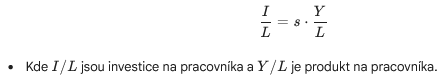 I/L = s · Y/L
• Kde I/L jsou investice na pracovníka a Y/L je produkt na pracovníka.